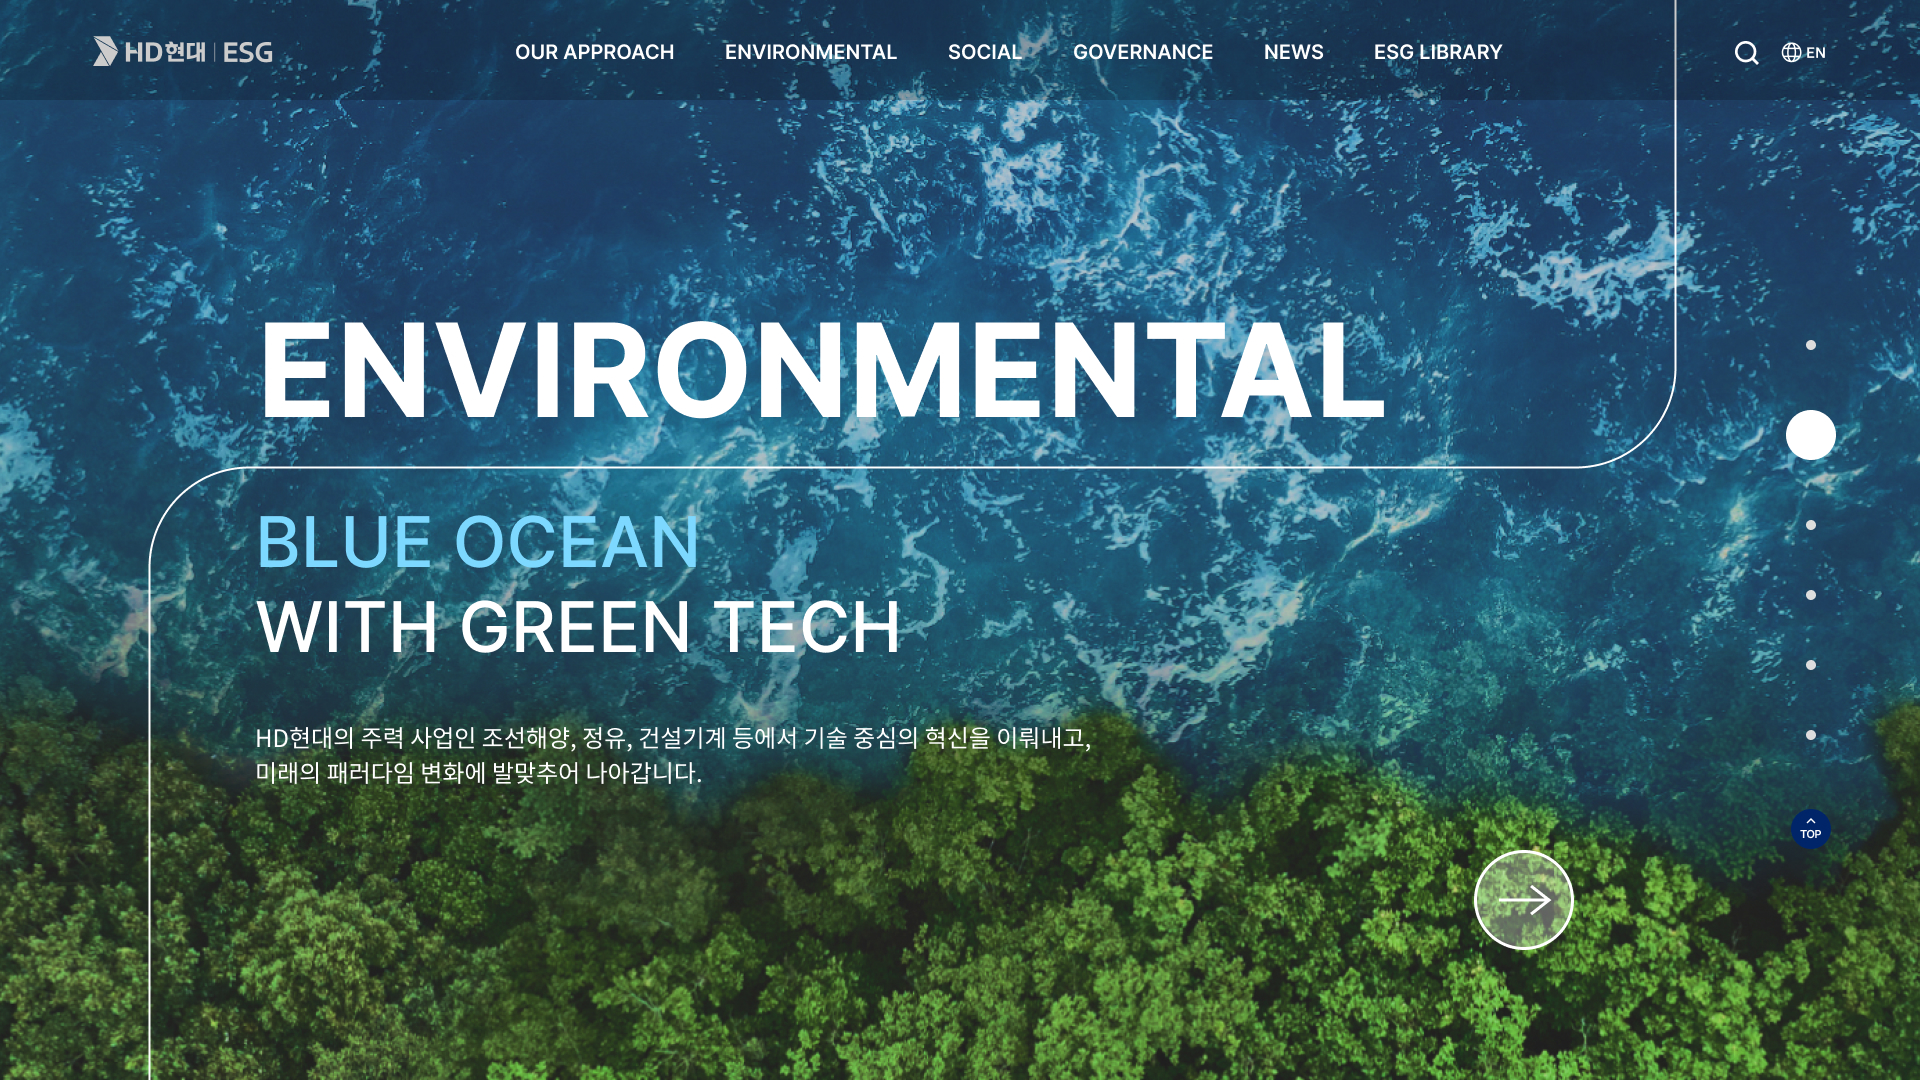 HD현대 | ESG
OUR APPROACH
ENVIRONMENTAL
SOCIAL
GOVERNANCE
NEWS
ESG LIBRARY
EN
ENVIRONMENTAL
BLUE OCEAN
WITH GREEN TECH
HD현대의 주력 사업인 조선해양, 정유, 건설기계 등에서 기술 중심의 혁신을 이뤄내고,
미래의 패러다임 변화에 발맞추어 나아갑니다.
TOP